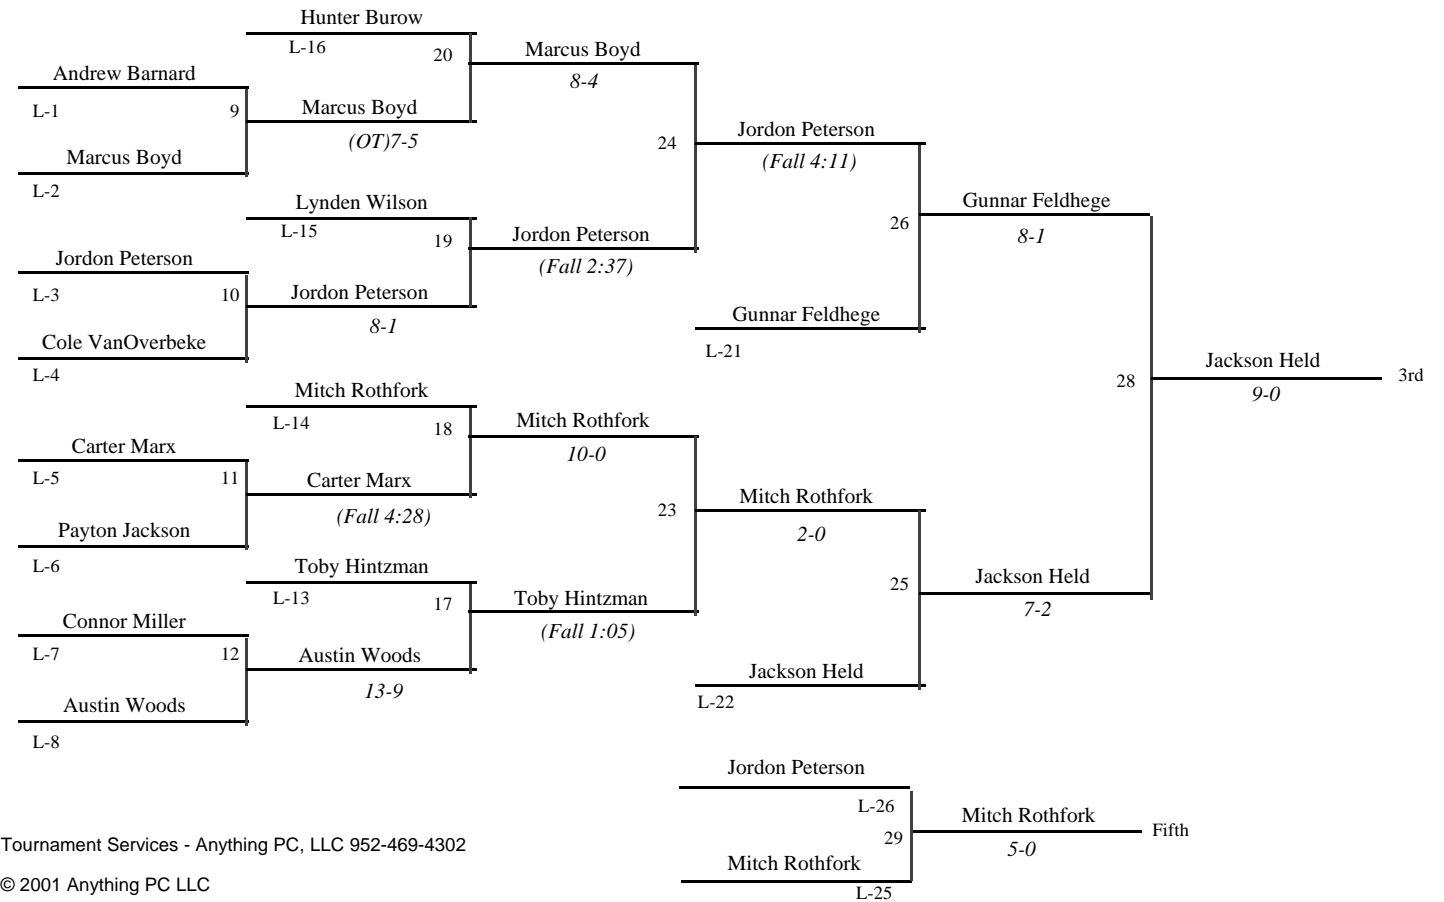 Hunter Burow
L-16
20
Marcus Boyd
8-4
Andrew Barnard
L-1
9
Marcus Boyd
(OT)7-5
Marcus Boyd
L-2
24
Jordon Peterson
(Fall 4:11)
Lynden Wilson
L-15
19
Jordon Peterson
(Fall 2:37)
Jordon Peterson
L-3
10
Jordon Peterson
8-1
Cole VanOverbeke
L-4
26
Gunnar Feldhege
8-1
Gunnar Feldhege
L-21
28
Jackson Held
9-0
3rd
Mitch Rothfork
L-14
18
Mitch Rothfork
10-0
Carter Marx
L-5
11
Carter Marx
(Fall 4:28)
Payton Jackson
L-6
23
Mitch Rothfork
2-0
Toby Hintzman
L-13
17
Toby Hintzman
(Fall 1:05)
Connor Miller
L-7
12
Austin Woods
13-9
Austin Woods
L-8
25
Jackson Held
7-2
Jackson Held
L-22
Jordon Peterson
L-26
29
Mitch Rothfork
5-0
Fifth
Mitch Rothfork
L-25
Tournament Services - Anything PC, LLC 952-469-4302
© 2001 Anything PC LLC